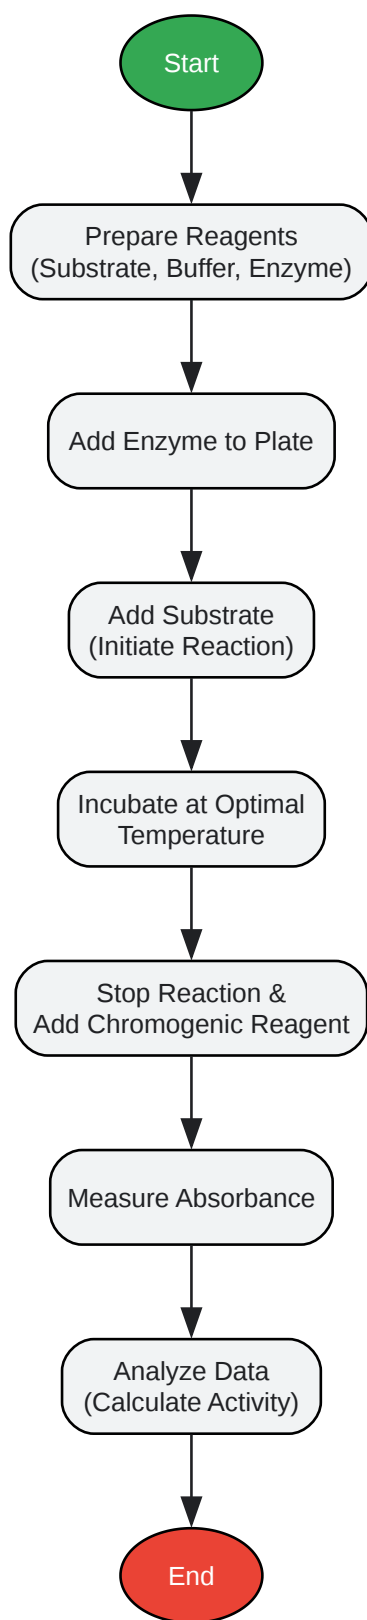 Start
Prepare Reagents
(Substrate, Buffer, Enzyme)
Add Enzyme to Plate
Add Substrate
(Initiate Reaction)
Incubate at Optimal
Temperature
Stop Reaction &
Add Chromogenic Reagent
Measure Absorbance
Analyze Data
(Calculate Activity)
End